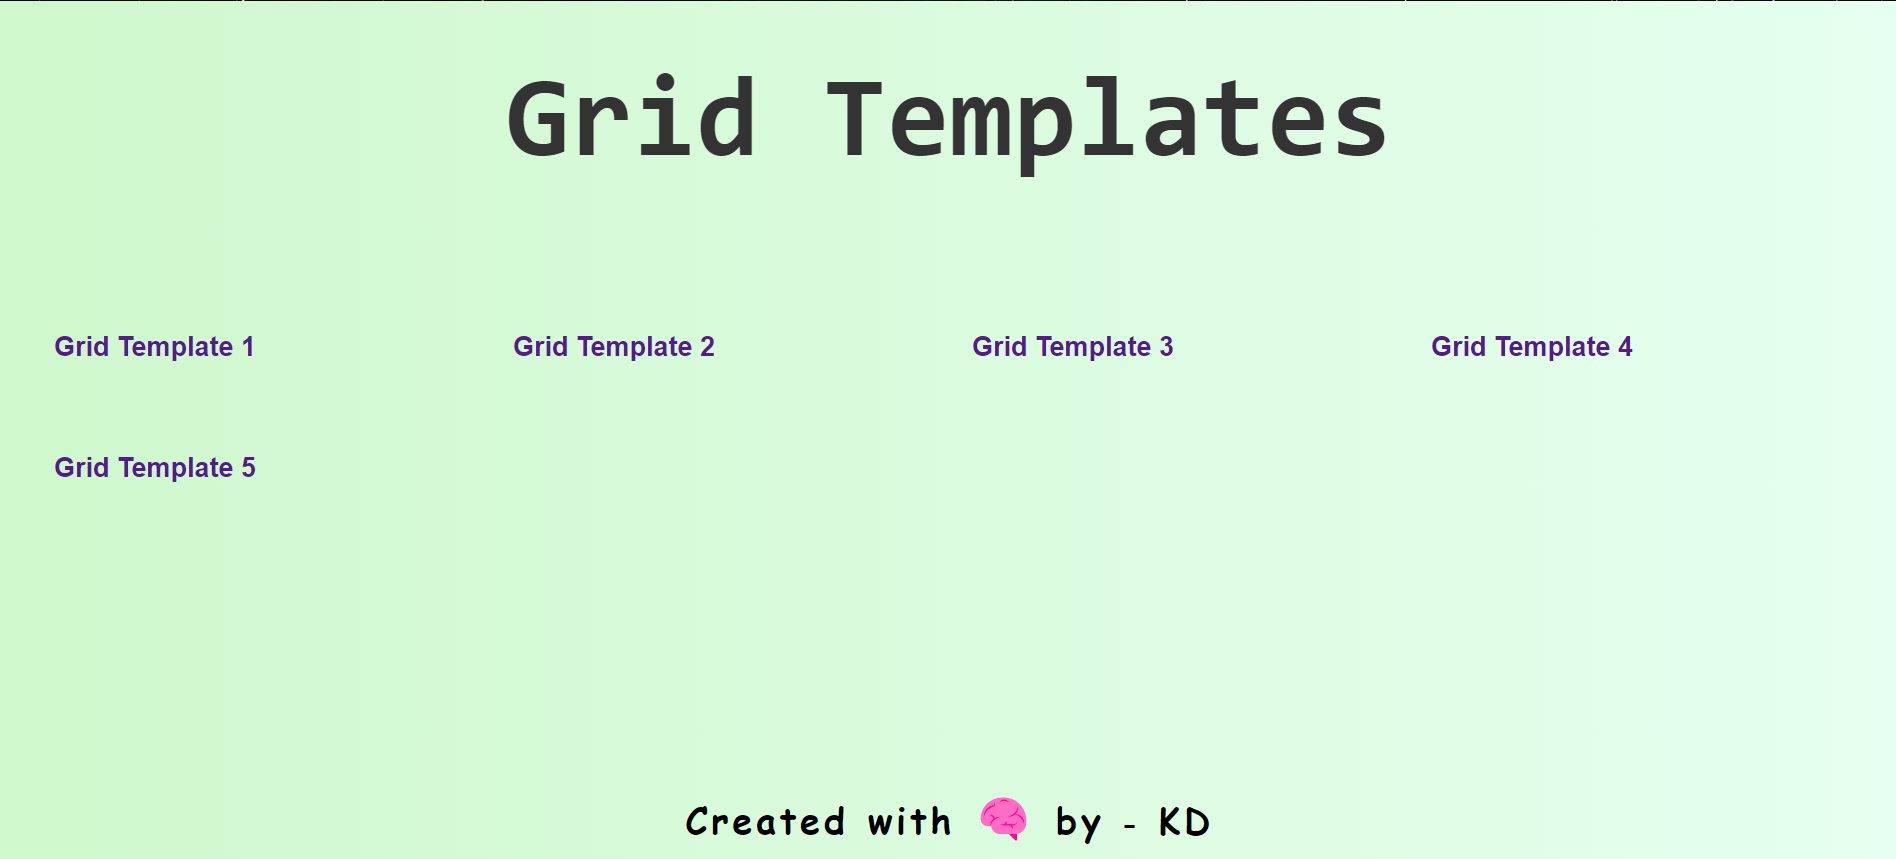 Grid Templates
Grid Template 1
Grid Template 2
Grid Template 3
Grid Template 4
Grid Template 5
Created with 🧠 by - KD